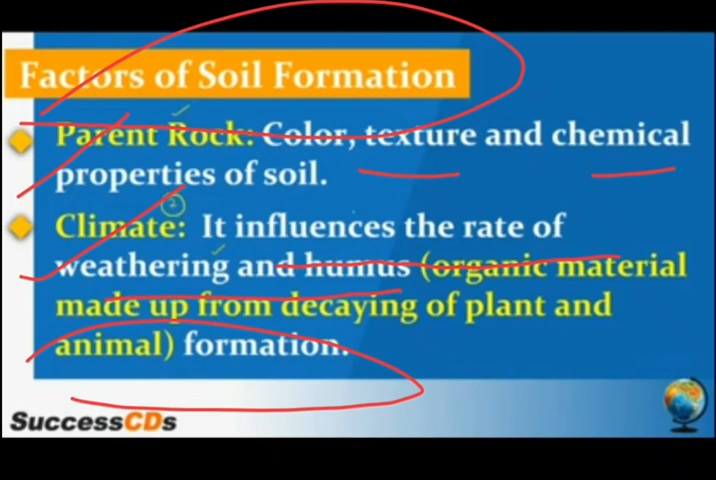 Factors of Soil Formation
Parent Rock: Color, texture and chemical
properties of soil.
2
Climate: It influences the rate of
weathering and humus (organic material
made up from decaying of plant and
animal) formation.
SuccessCDs